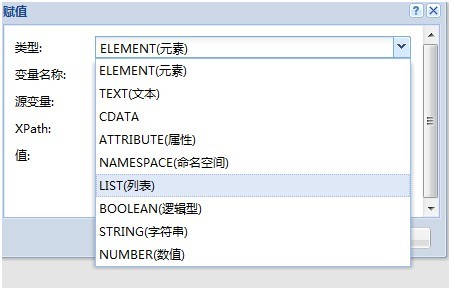 赋值
类型:
ELEMENT(元素)
变量名称:
源变量:
XPath:
值:
ELEMENT(元素)
TEXT(文本)
CDATA
ATTRIBUTE(属性)
NAMESPACE(命名空间)
LIST(列表)
BOOLEAN(逻辑型)
STRING(字符串)
NUMBER(数值)